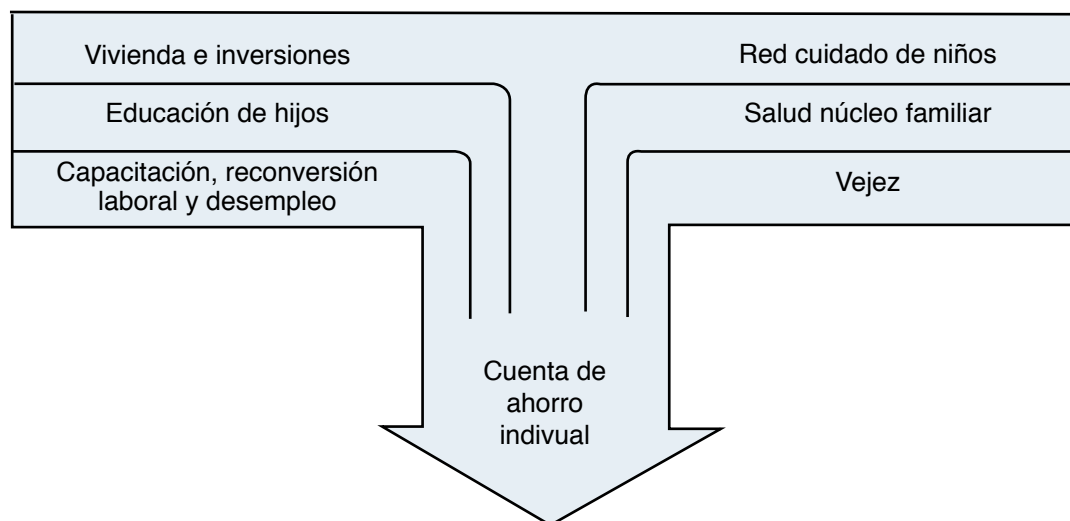 Vivienda e inversiones
Educación de hijos
Capacitación, reconversión
laboral y desempleo
Red cuidado de niños
Salud núcleo familiar
Vejez
Cuenta de
ahorro
indivual